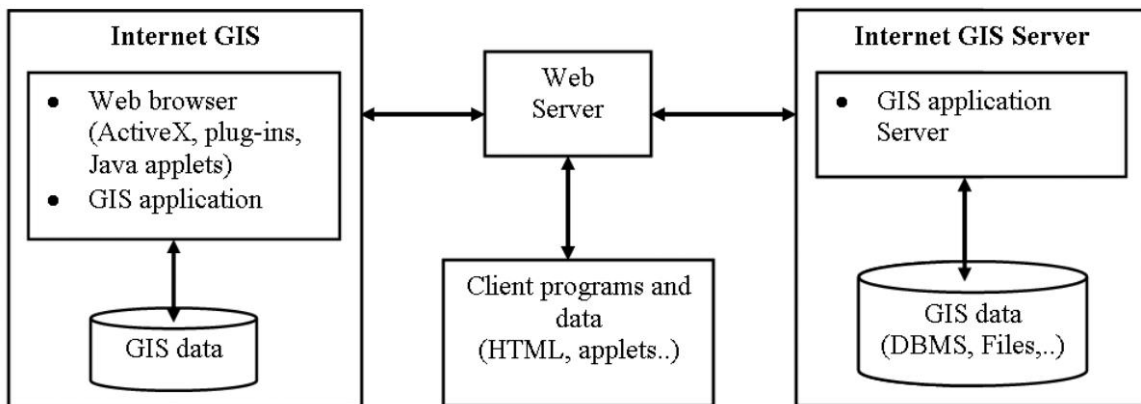 Internet GIS
● Web browser
(ActiveX, plug-ins,
Java applets)
● GIS application
GIS data
Web
Server
Client programs and
data
(HTML, applets..)
Internet GIS Server
● GIS application
Server
GIS data
(DBMS, Files,..)